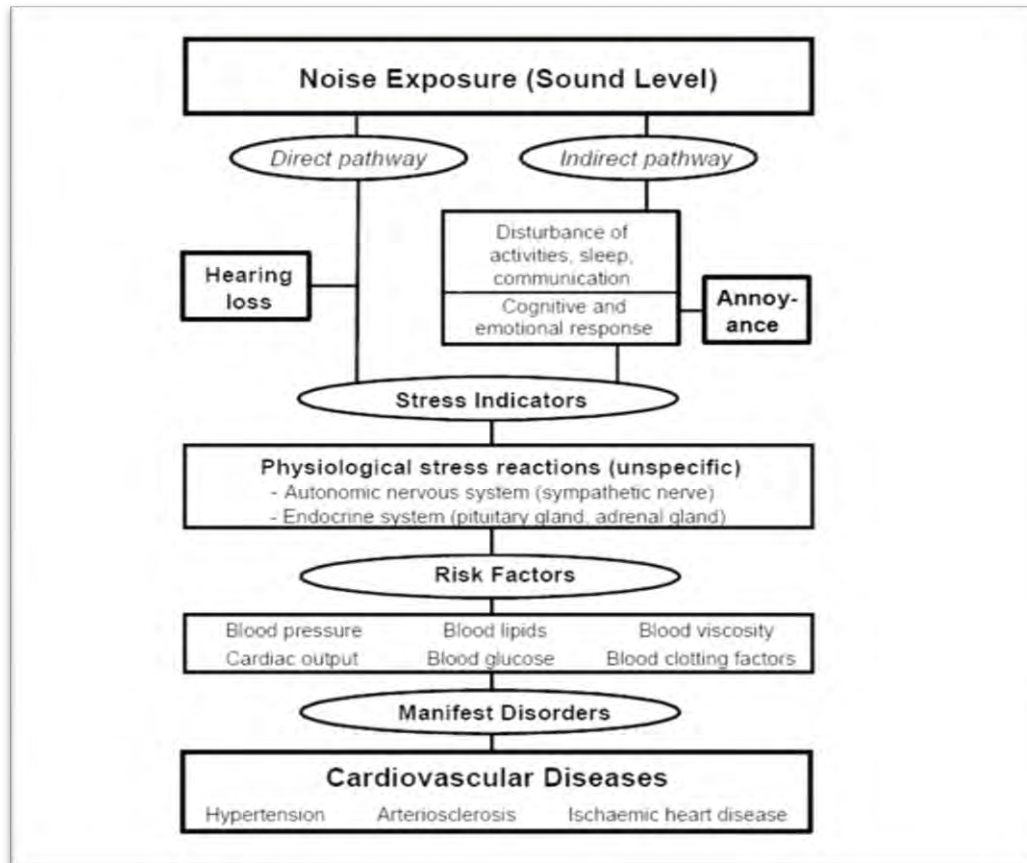 Noise Exposure (Sound Level)
Direct pathway
Indirect pathway
Disturbance of
activities, sleep,
communication
Hearing
loss
Cognitive and
emotional response
Annoy-
ance
Stress Indicators
Physiological stress reactions (unspecific)
- Autonomic nervous system (sympathetic nerve)
- Endocrine system (pituitary gland, adrenal gland)
Risk Factors
Blood pressure Blood lipids Blood viscosity
Cardiac output Blood glucose Blood clotting factors
Manifest Disorders
Cardiovascular Diseases
Hypertension Arteriosclerosis Ischaemic heart disease